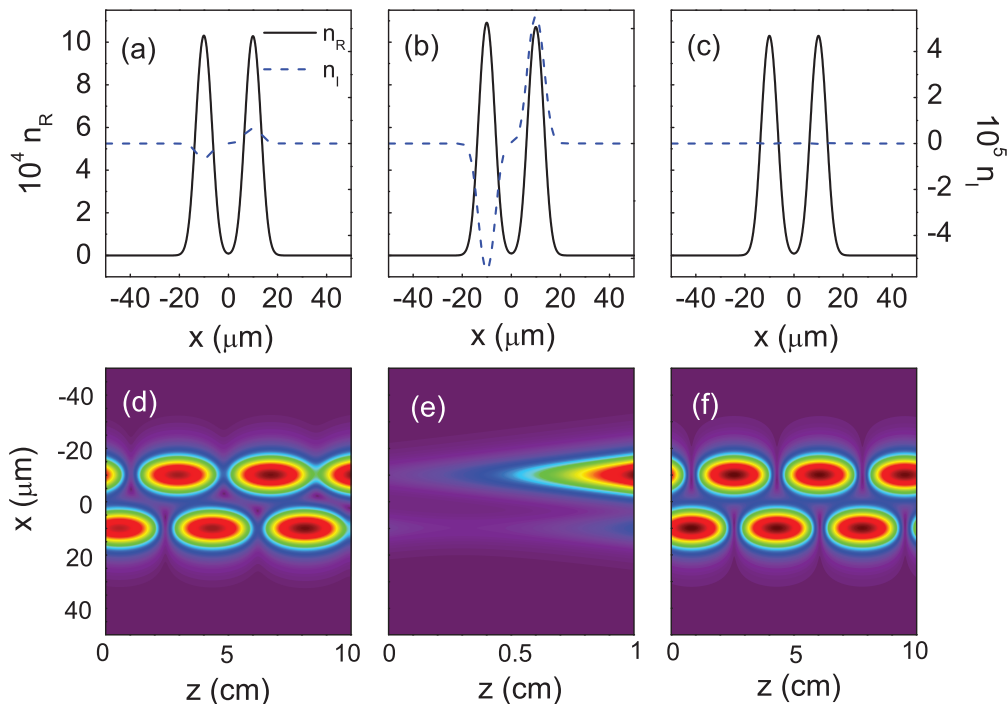 (a) n_R
n_I
(b)
(c)
10
8
6
4
2
0
10⁴ n_R
4
2
0
-2
-4
10⁵ n_I
-40 -20 0 20 40
-40 -20 0 20 40
-40 -20 0 20 40
x (μm)
x (μm)
x (μm)
(d)
(e)
(f)
-40
-20
0
20
40
x (μm)
0 5 10
0 0.5 1
0 5 10
z (cm)
z (cm)
z (cm)